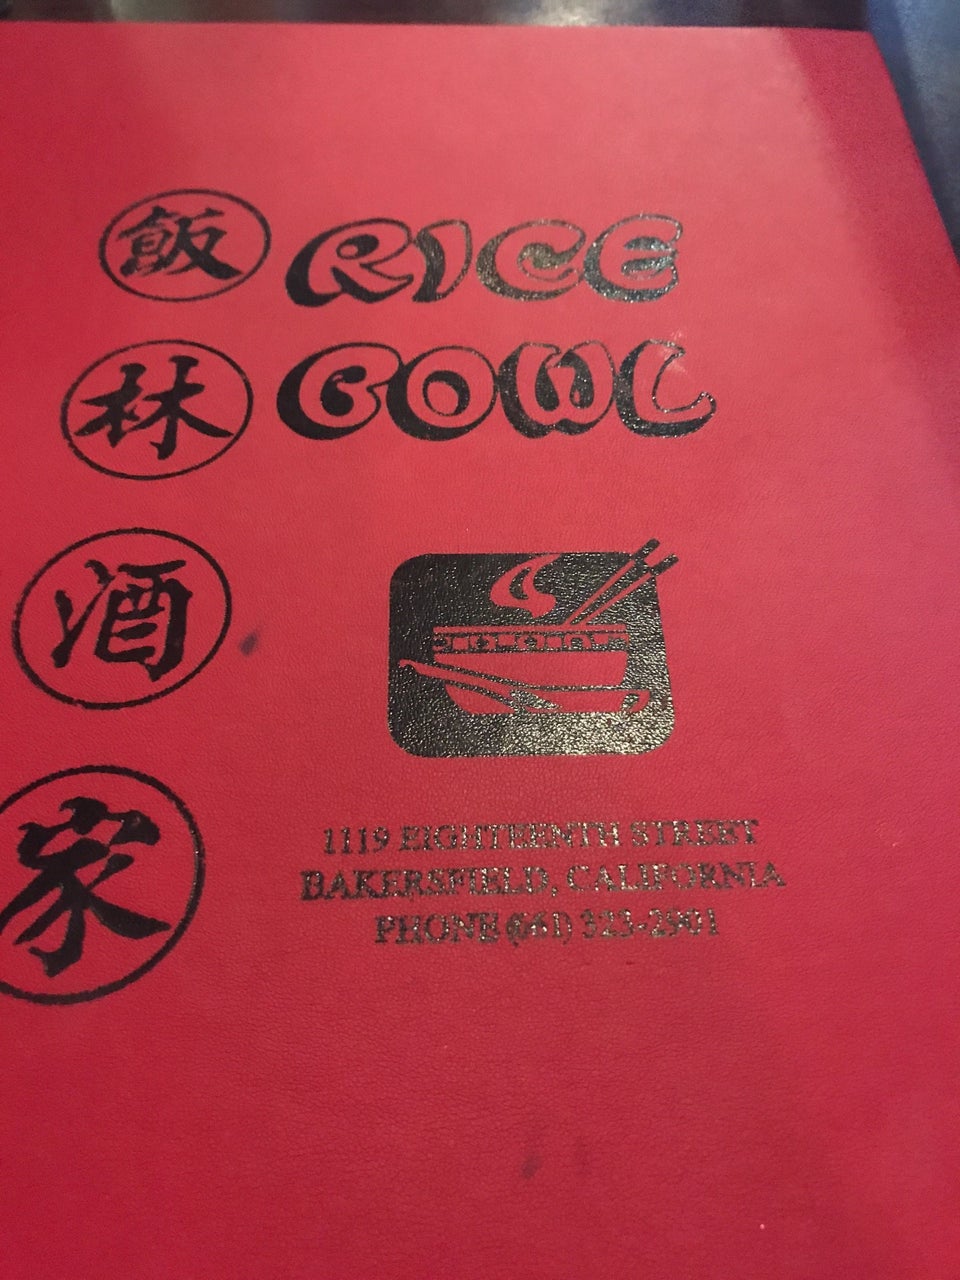 飯
林
酒
家
RICE
BOWL
1119 EIGHTEENTH STREET
BAKERSFIELD, CALIFORNIA
PHONE (661) 323-2901